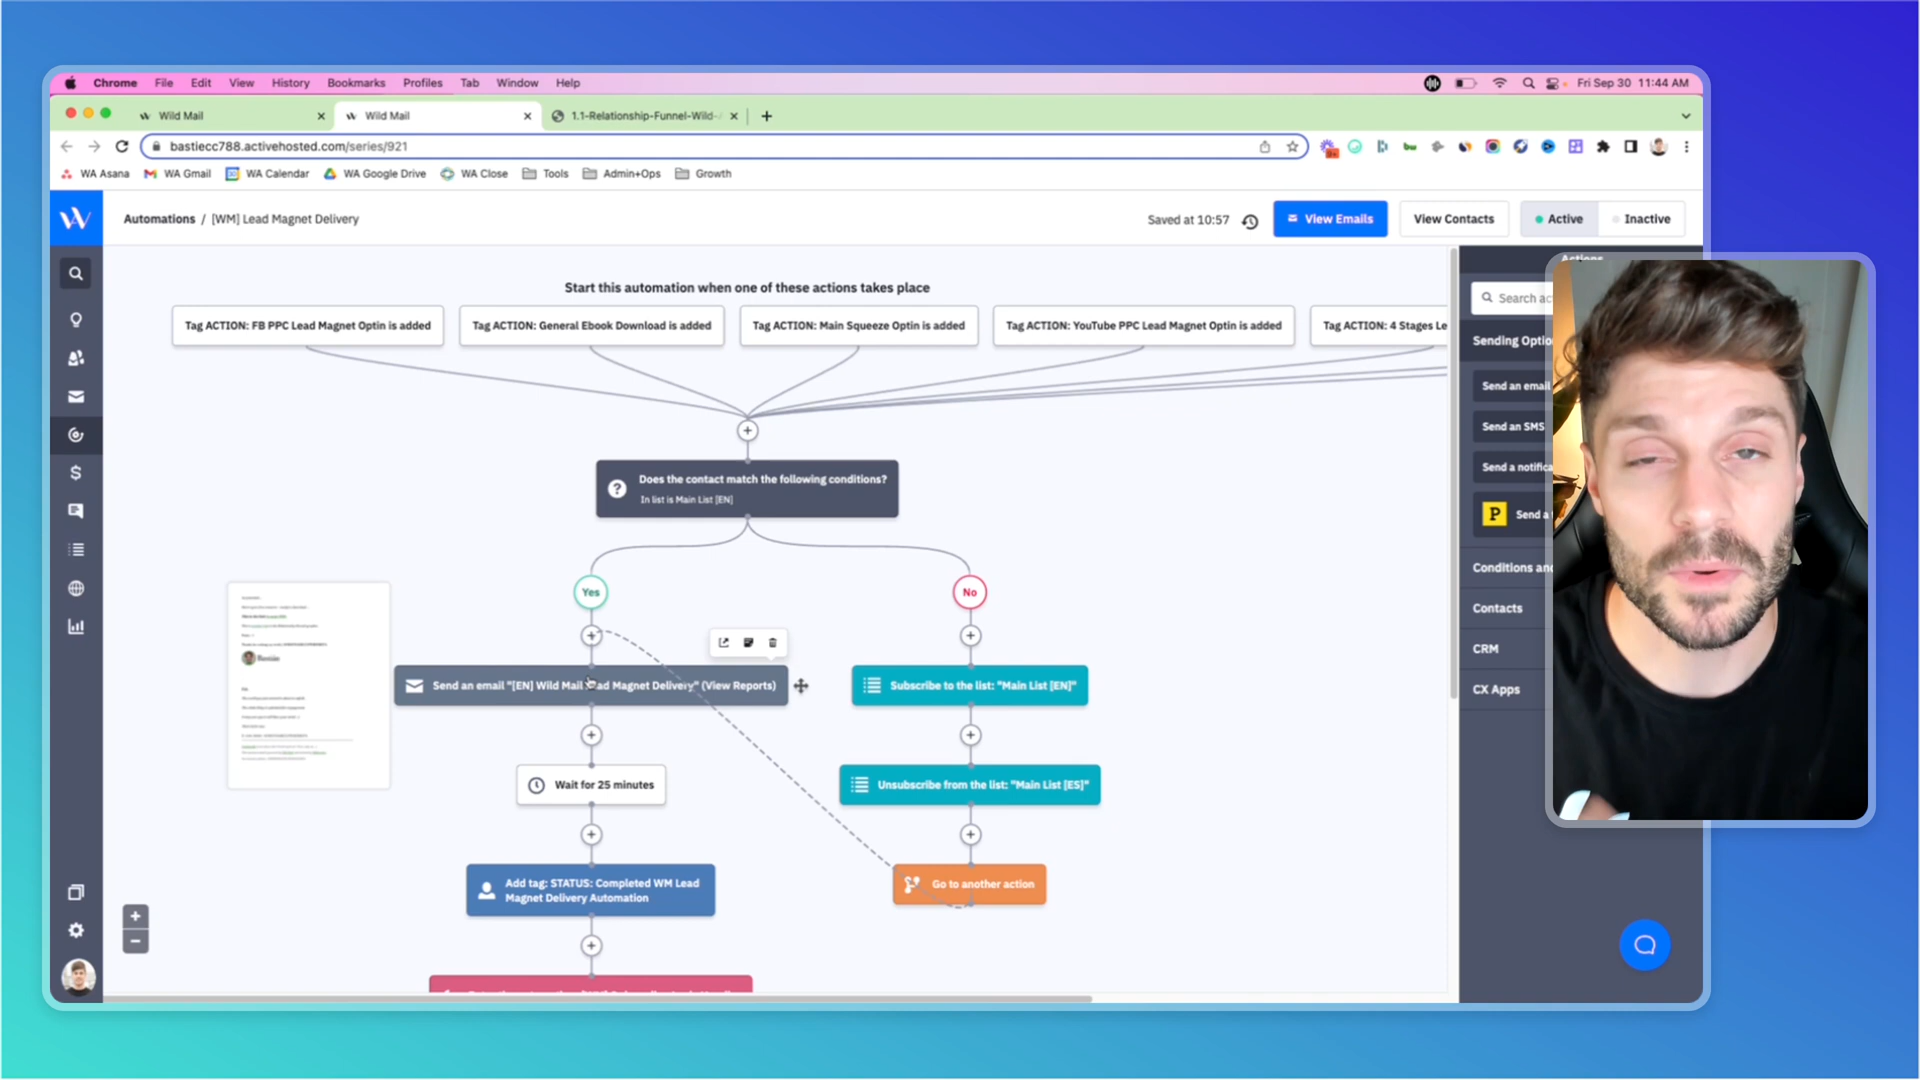 Chrome File Edit View History Bookmarks Profiles Tab Window Help
Fri Sep 30 11:44 AM
Wild Mail
Wild Mail
1.1-Relationship-Funnel-Wild-
bastiecc788.activehosted.com/series/921
WA Asana WA Gmail WA Calendar WA Google Drive WA Close Tools Admin+Ops Growth
Automations / [WM] Lead Magnet Delivery
Saved at 10:57
View Emails
View Contacts
Active
Inactive
Actions
Start this automation when one of these actions takes place
Tag ACTION: FB PPC Lead Magnet Optin is added
Tag ACTION: General Ebook Download is added
Tag ACTION: Main Squeeze Optin is added
Tag ACTION: YouTube PPC Lead Magnet Optin is added
Tag ACTION: 4 Stages Le
Does the contact match the following conditions?
In list is Main List [EN]
Yes
No
Send an email "[EN] Wild Mail Lead Magnet Delivery" (View Reports)
Subscribe to the list: "Main List [EN]"
Wait for 25 minutes
Unsubscribe from the list: "Main List [ES]"
Add tag: STATUS: Completed WM Lead
Magnet Delivery Automation
Go to another action
Search ac
Sending Optio
Send an email
Send an SMS
Send a notifica
P
Send a
Conditions and
Contacts
CRM
CX Apps